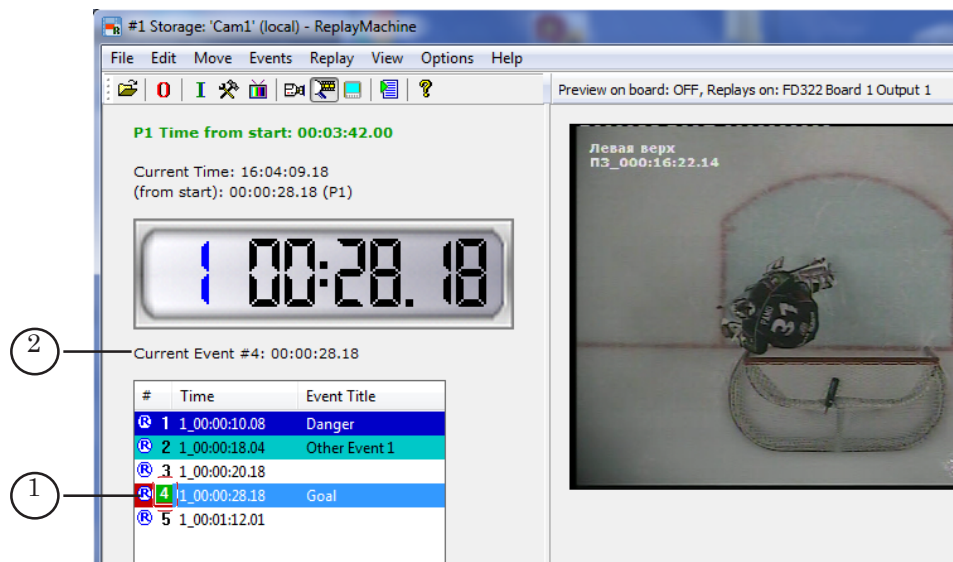 #1 Storage: 'Cam1' (local) - ReplayMachine
File Edit Move Events Replay View Options Help
Preview on board: OFF, Replays on: FD322 Board 1 Output 1
P1 Time from start: 00:03:42.00
Current Time: 16:04:09.18
(from start): 00:00:28.18 (P1)
1 00:28.18
2
Current Event #4: 00:00:28.18
# Time Event Title
R 1 1_00:00:10.08 Danger
R 2 1_00:00:18.04 Other Event 1
R 3 1_00:00:20.18
1
R 4 1_00:00:28.18 Goal
R 5 1_00:01:12.01
Левая верх
П3_000:16:22.14
31